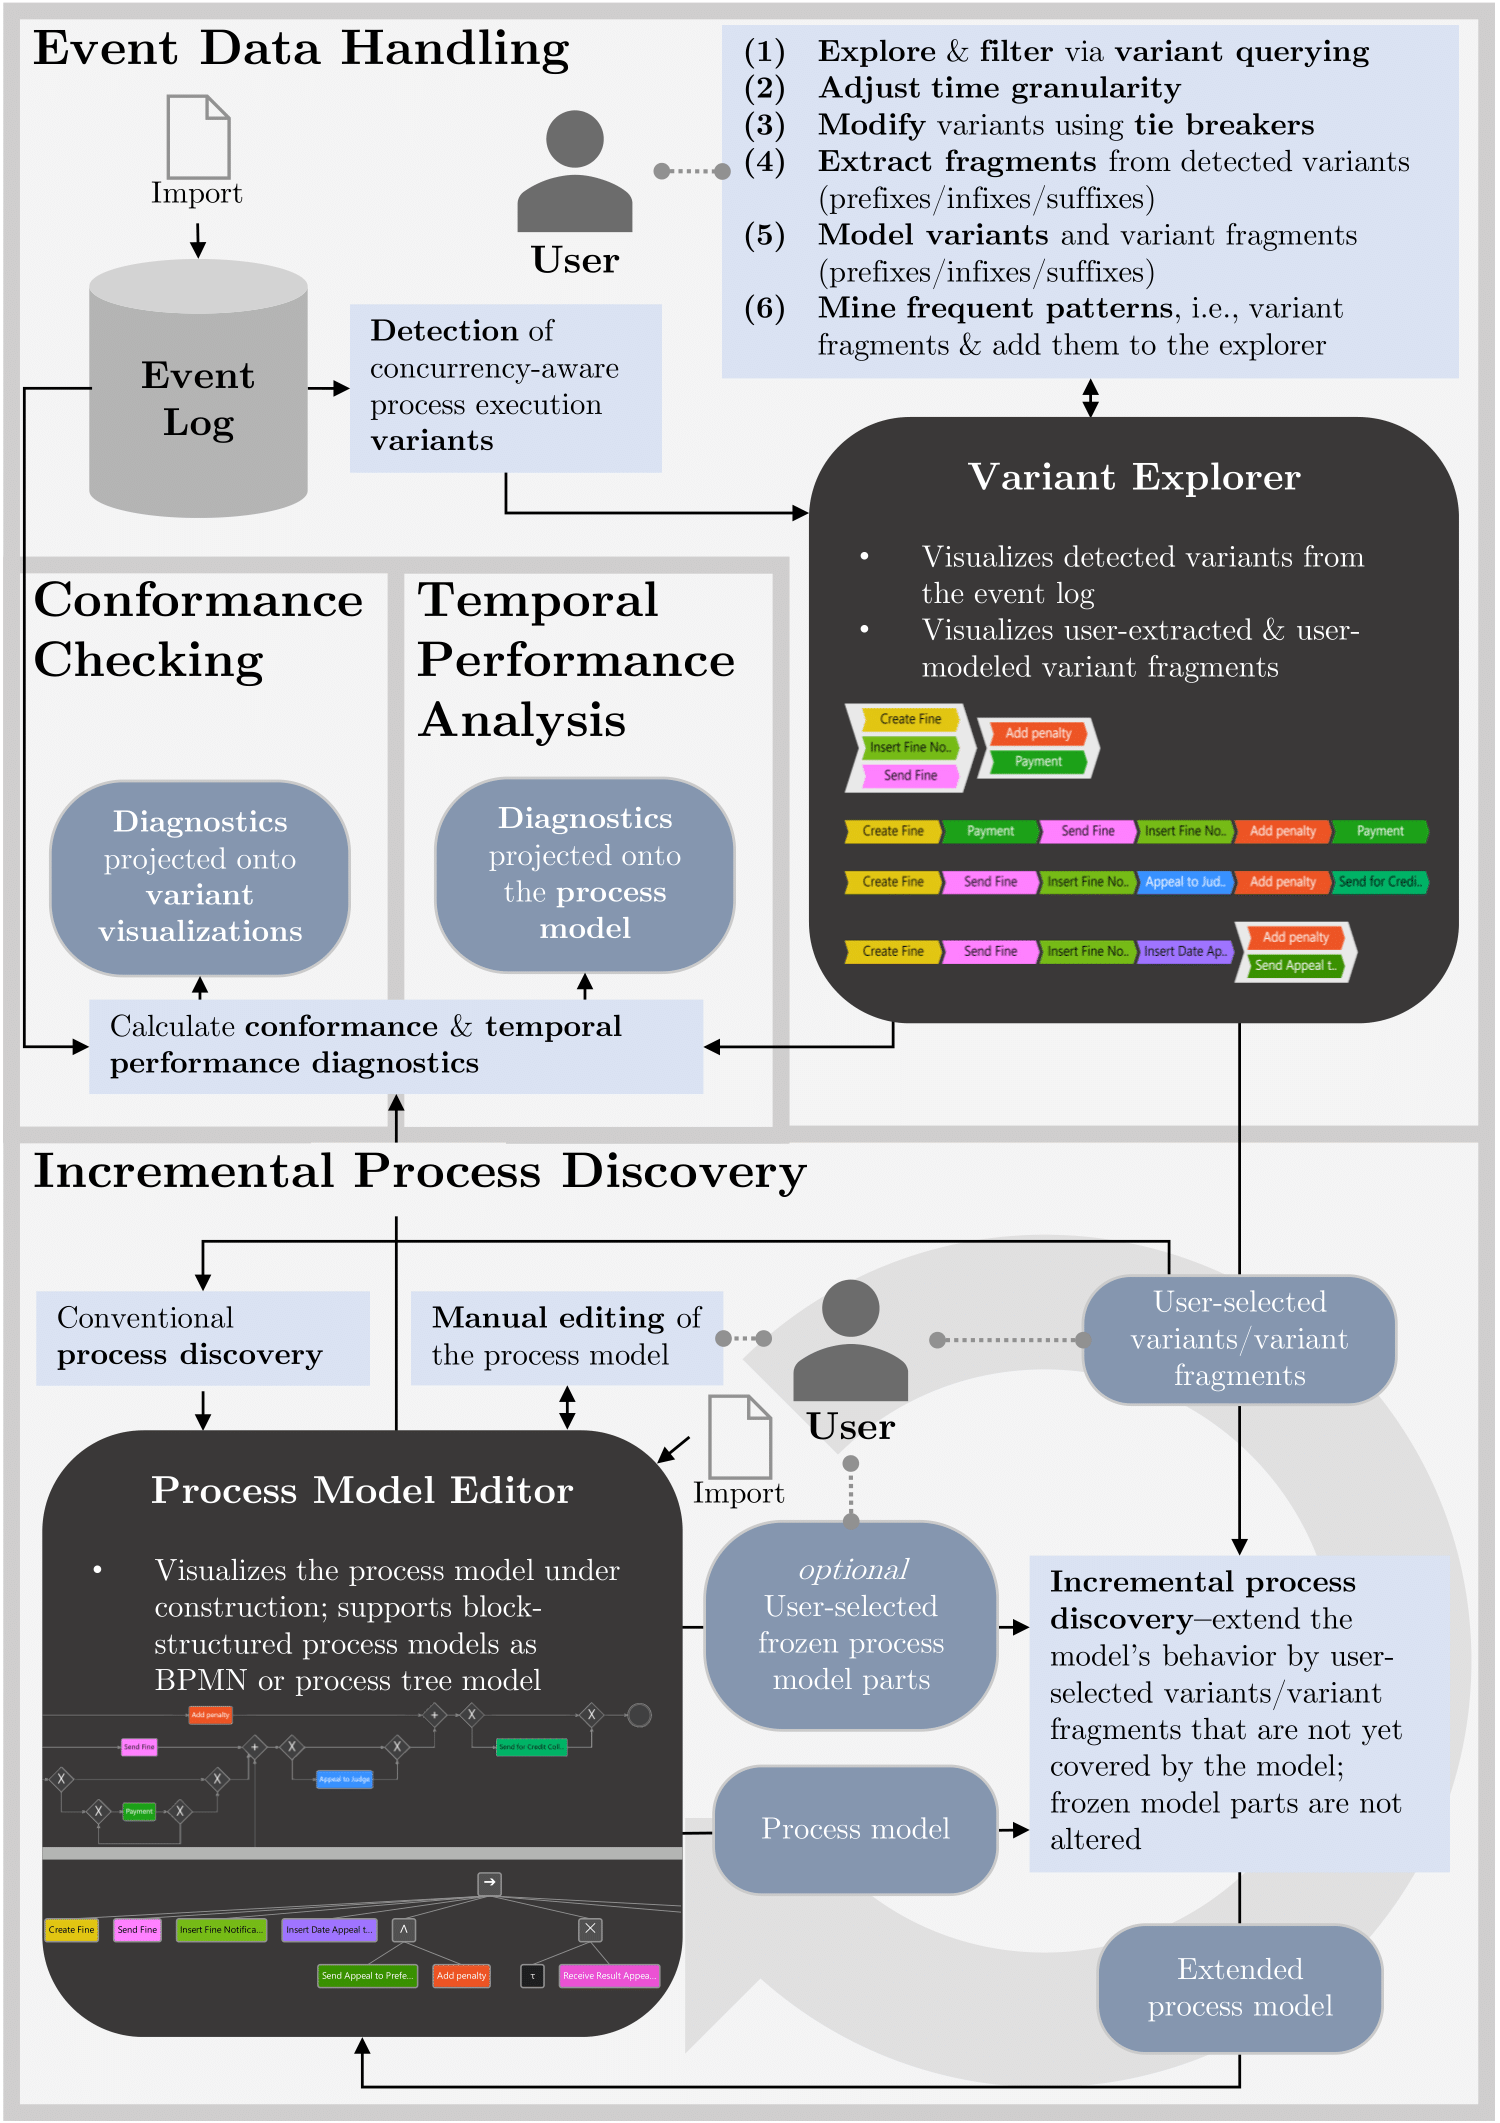 Event Data Handling
Import
User
(1) Explore & filter via variant querying
(2) Adjust time granularity
(3) Modify variants using tie breakers
(4) Extract fragments from detected variants
(prefixes/infixes/suffixes)
(5) Model variants and variant fragments
(prefixes/infixes/suffixes)
(6) Mine frequent patterns, i.e., variant
fragments & add them to the explorer
Event
Log
Detection of
concurrency-aware
process execution
variants
Variant Explorer
• Visualizes detected variants from
the event log
• Visualizes user-extracted & user-
modeled variant fragments
Create Fine
Insert Fine No..
Send Fine
Add penalty
Payment
Create Fine Payment Send Fine Insert Fine No.. Add penalty Payment
Create Fine Send Fine Insert Fine No.. Appeal to Jud.. Add penalty Send for Credi..
Create Fine Send Fine Insert Fine No.. Insert Date Ap..
Add penalty
Send Appeal t..
Conformance
Checking
Diagnostics
projected onto
variant
visualizations
Temporal
Performance
Analysis
Diagnostics
projected onto
the process
model
Calculate conformance & temporal
performance diagnostics
Incremental Process Discovery
Conventional
process discovery
Manual editing of
the process model
User
User-selected
variants/variant
fragments
Import
Process Model Editor
• Visualizes the process model under
construction; supports block-
structured process models as
BPMN or process tree model
Add penalty + X X
Send Fine + X X Send for Credit Coll..
X X Appeal to Judge
X Payment X
→
Create Fine Send Fine Insert Fine Notifica... Insert Date Appeal t... ∧ ×
Send Appeal to Prefe... Add penalty τ Receive Result Appea...
optional
User-selected
frozen process
model parts
Process model
Incremental process
discovery–extend the
model's behavior by user-
selected variants/variant
fragments that are not yet
covered by the model;
frozen model parts are not
altered
Extended
process model